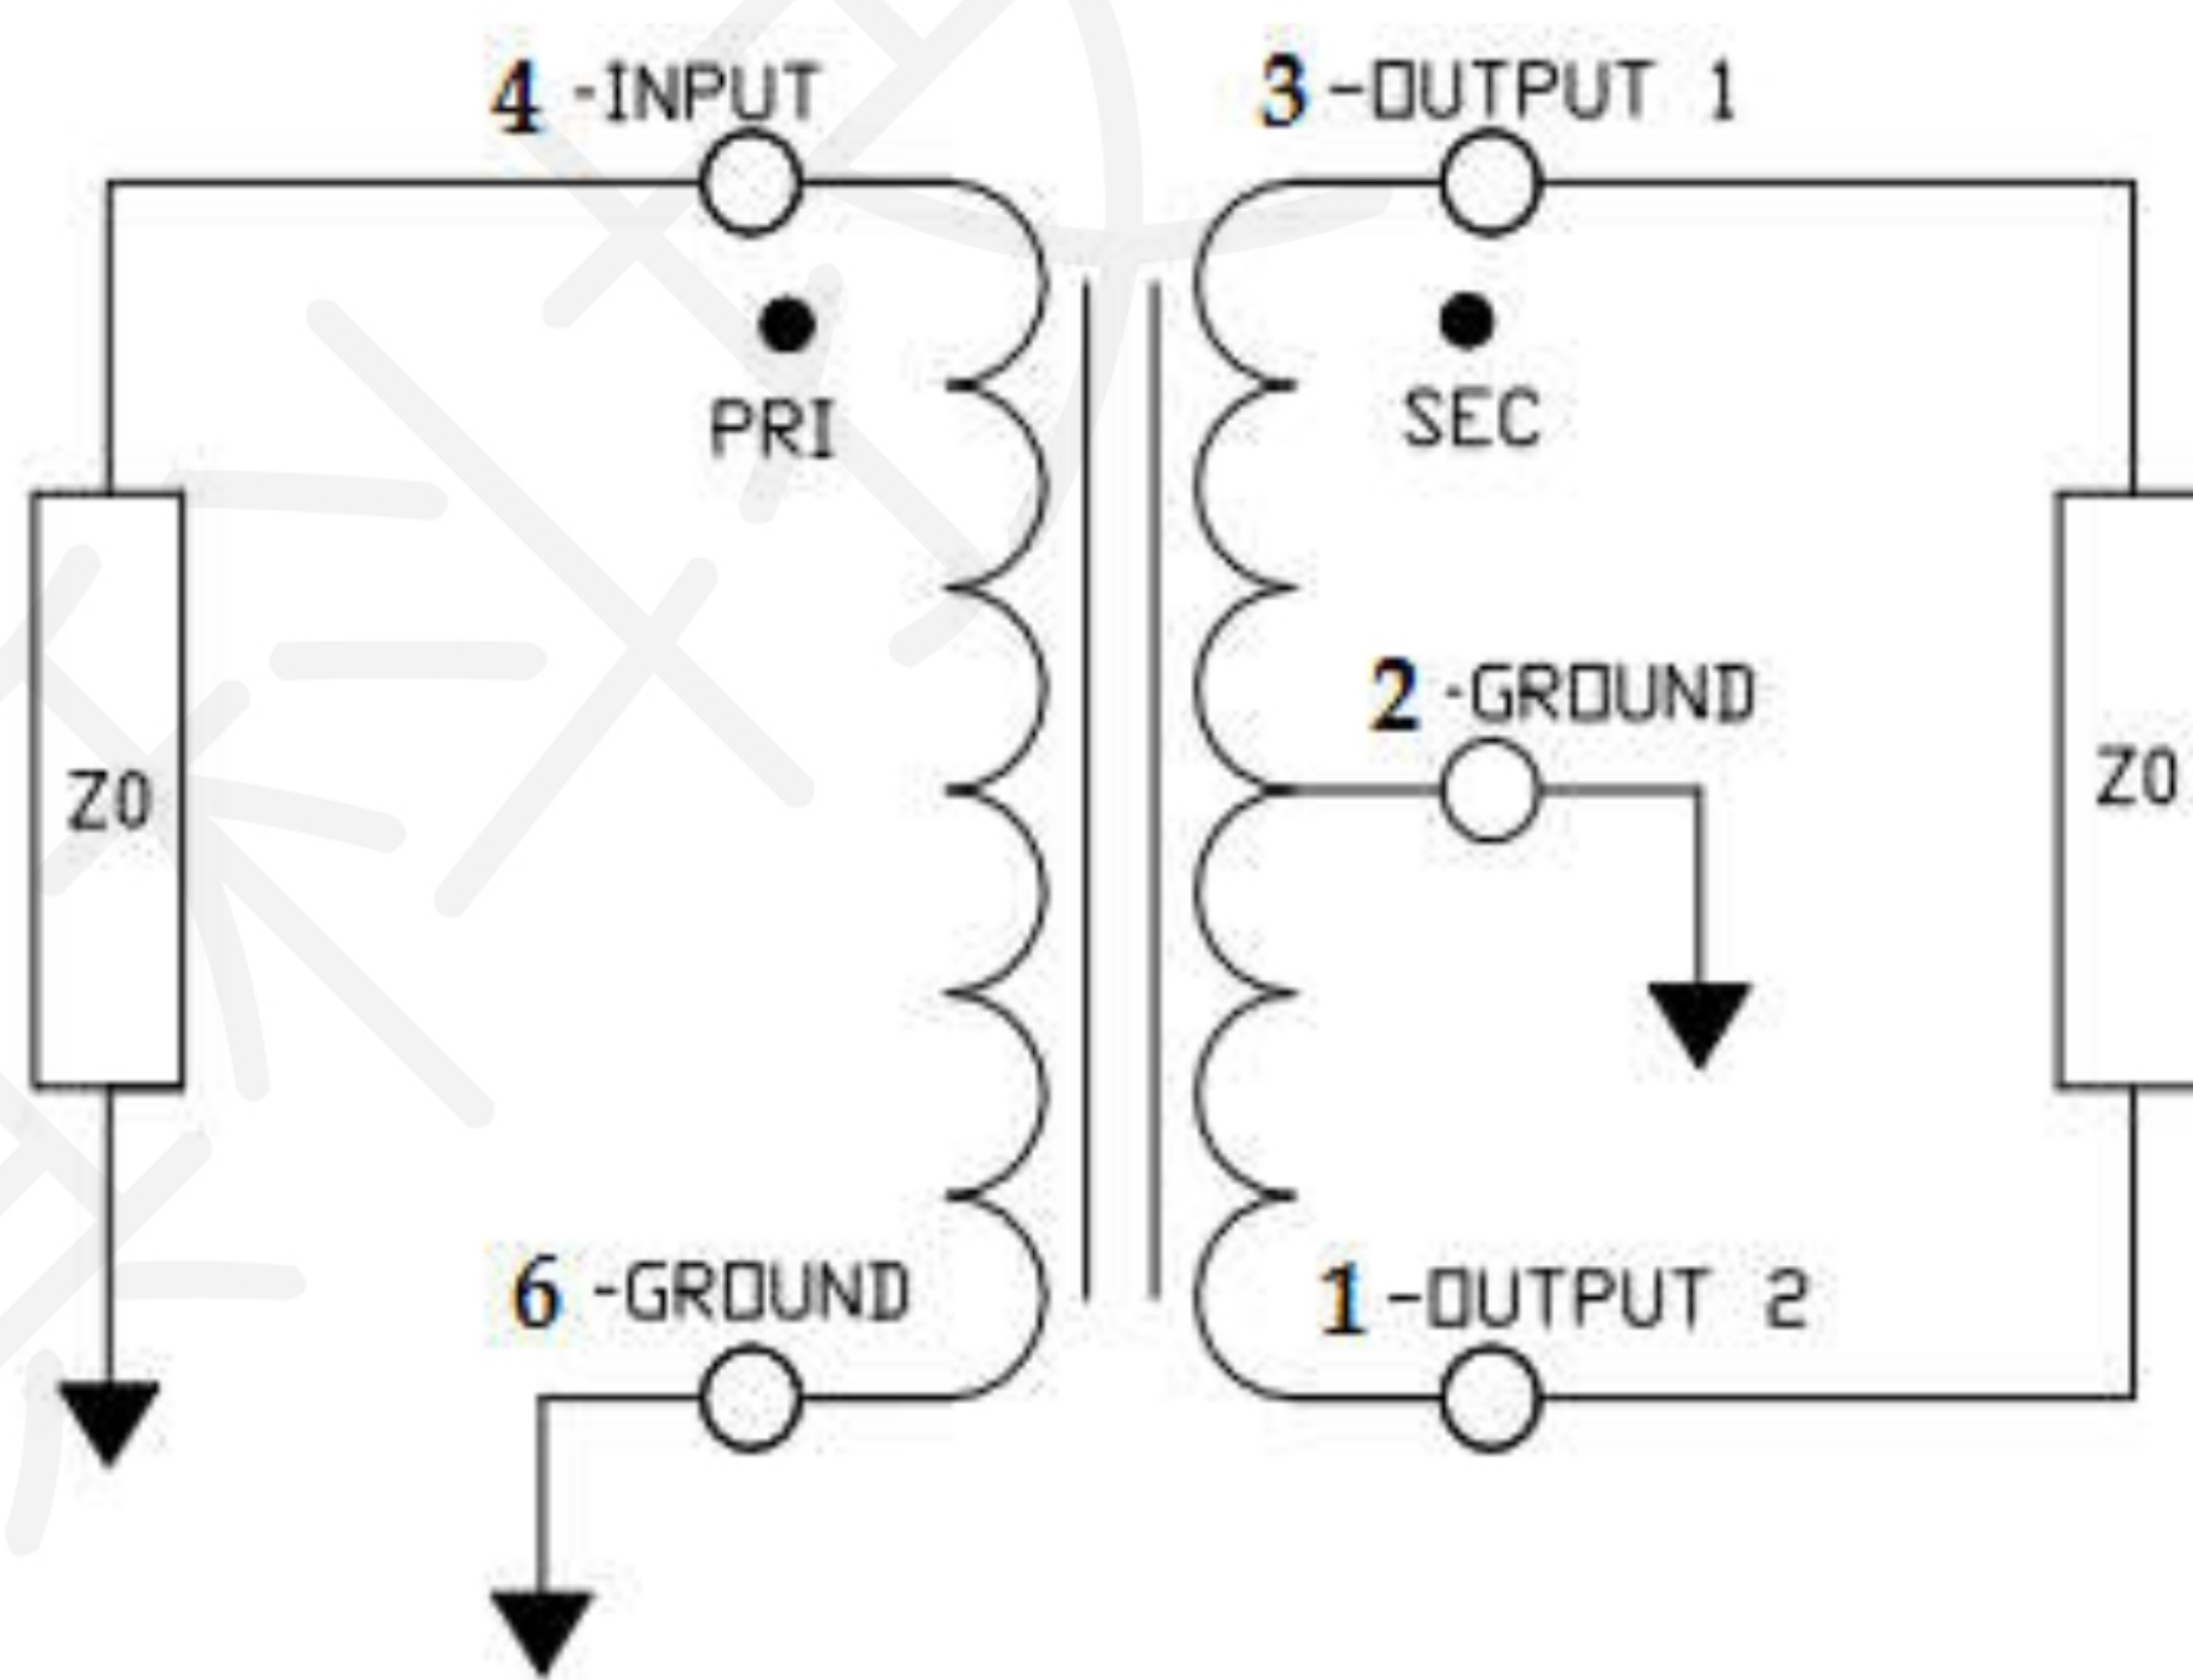 4 -INPUT
3 -OUTPUT 1
PRI
SEC
2 -GROUND
Z0
Z0
6 -GROUND
1 -OUTPUT 2